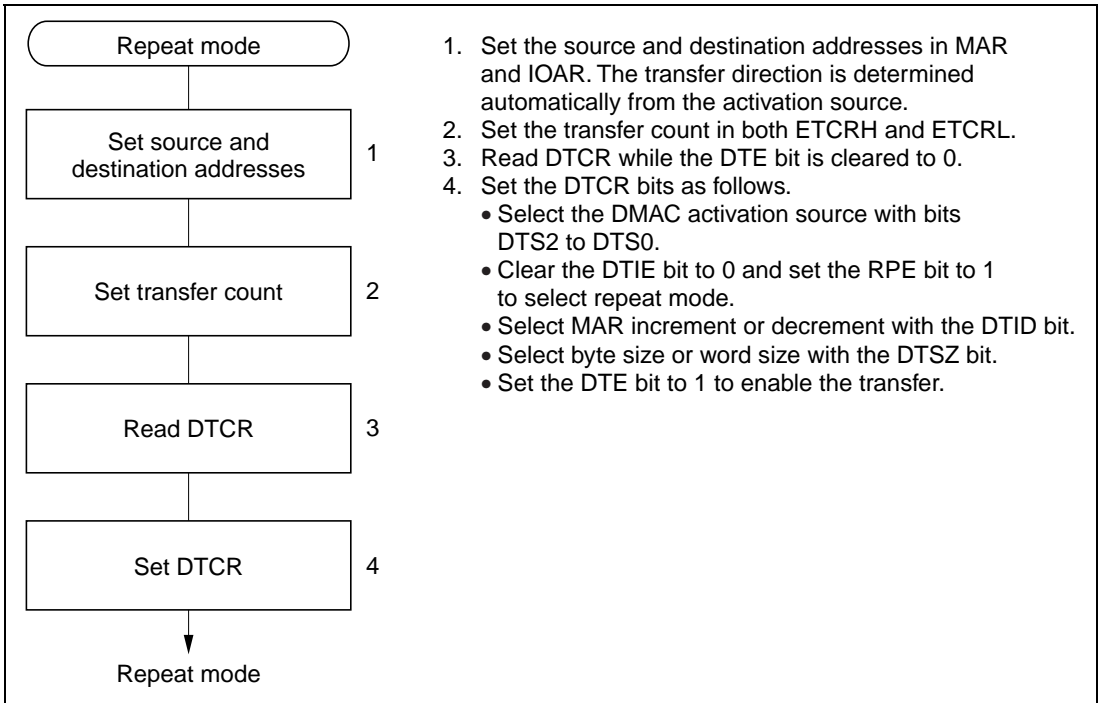 Repeat mode
Set source and
destination addresses
1
Set transfer count
2
Read DTCR
3
Set DTCR
4
Repeat mode
1. Set the source and destination addresses in MAR
and IOAR. The transfer direction is determined
automatically from the activation source.
2. Set the transfer count in both ETCRH and ETCRL.
3. Read DTCR while the DTE bit is cleared to 0.
4. Set the DTCR bits as follows.
• Select the DMAC activation source with bits
DTS2 to DTS0.
• Clear the DTIE bit to 0 and set the RPE bit to 1
to select repeat mode.
• Select MAR increment or decrement with the DTID bit.
• Select byte size or word size with the DTSZ bit.
• Set the DTE bit to 1 to enable the transfer.